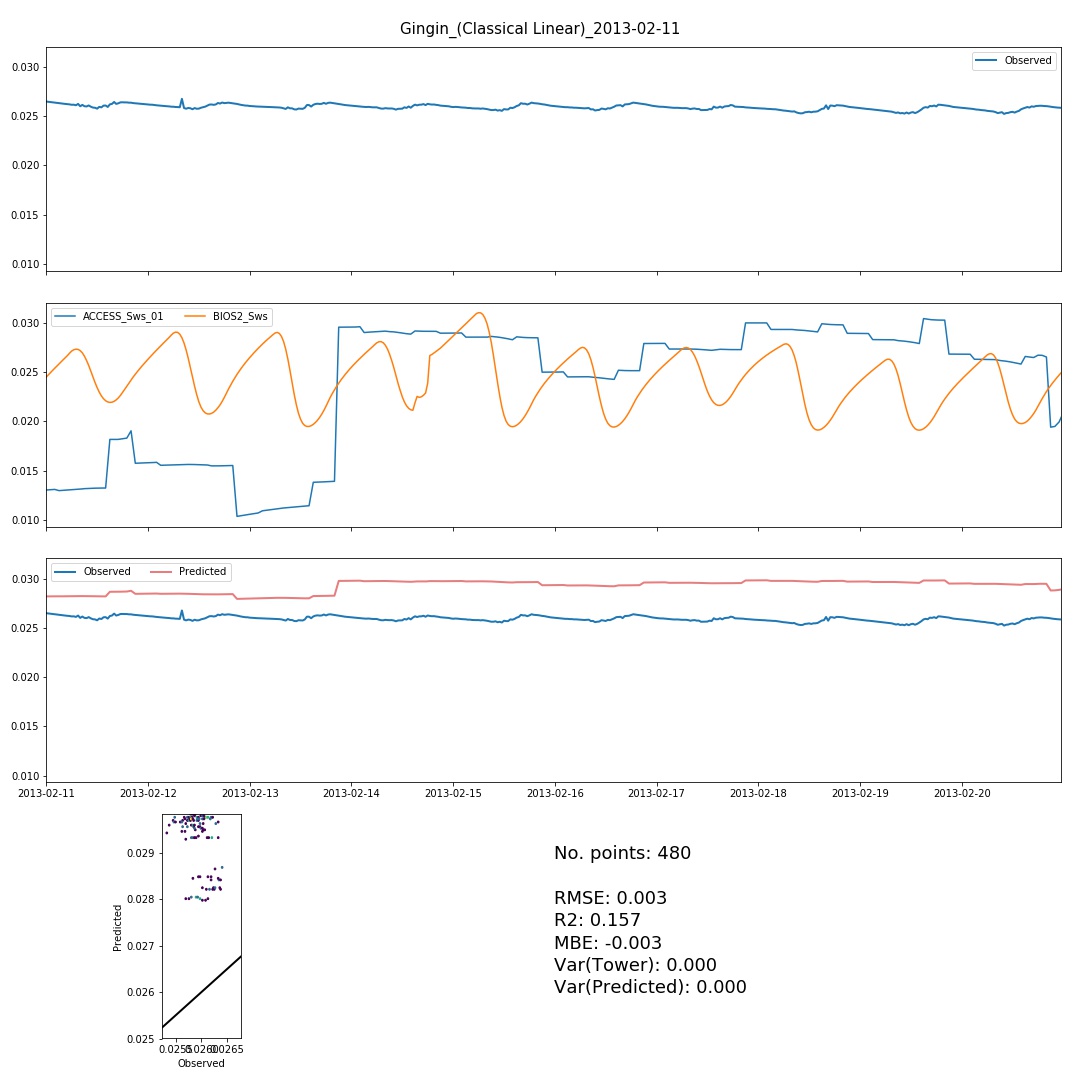 Gingin_(Classical Linear)_2013-02-11
0.030
0.025
0.020
0.015
0.010
Observed
0.030
0.025
0.020
0.015
0.010
ACCESS_Sws_01 BIOS2_Sws
0.030
0.025
0.020
0.015
0.010
Observed Predicted
2013-02-11 2013-02-12 2013-02-13 2013-02-14 2013-02-15 2013-02-16 2013-02-17 2013-02-18 2013-02-19 2013-02-20
0.029
0.028
0.027
0.026
0.025
Predicted
0.0255 0.0260 0.0265
Observed
No. points: 480
RMSE: 0.003
R2: 0.157
MBE: -0.003
Var(Tower): 0.000
Var(Predicted): 0.000